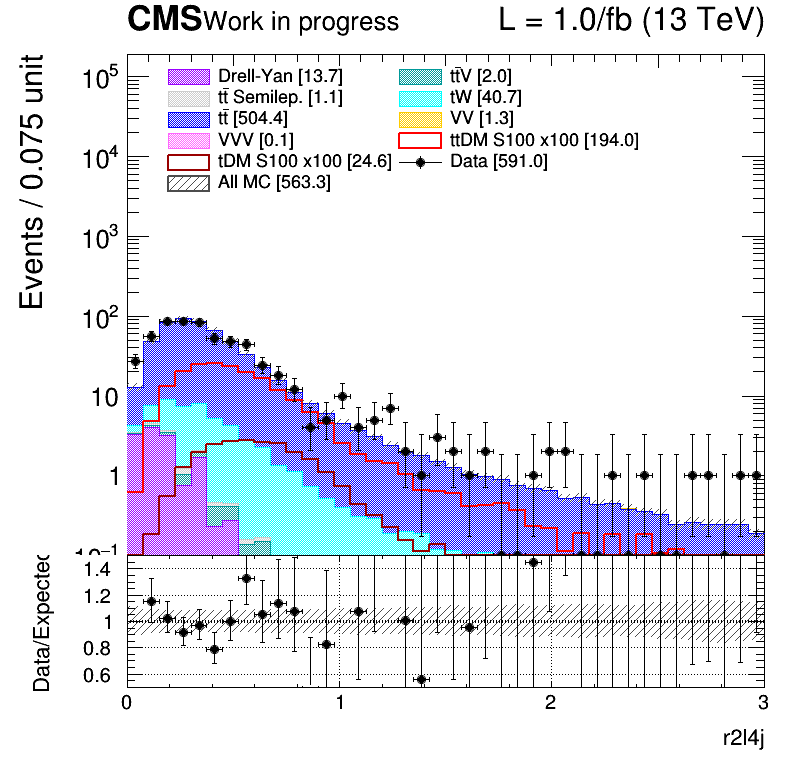 CMS Work in progress L = 1.0/fb (13 TeV)
Drell-Yan [13.7] tt̄V [2.0]
tt̄ Semilep. [1.1] tW [40.7]
tt̄ [504.4] VV [1.3]
VVV [0.1] ttDM S100 x100 [194.0]
tDM S100 x100 [24.6] Data [591.0]
All MC [563.3]
Events / 0.075 unit
10⁵
10⁴
10³
10²
10
1
10⁻¹
Data/Expected
1.4
1.2
1
0.8
0.6
0 1 2 3
r2l4j